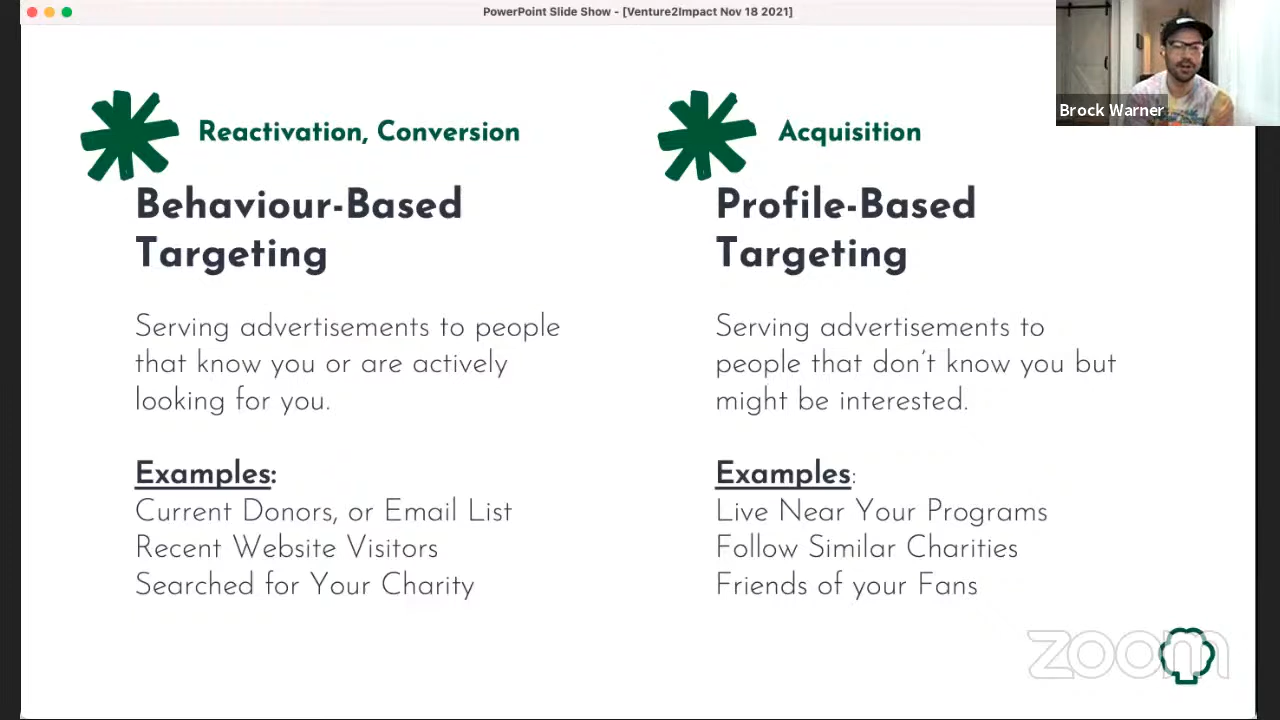 PowerPoint Slide Show - [Venture2Impact Nov 18 2021]
Brock Warner
Reactivation, Conversion
Behaviour-Based
Targeting
Serving advertisements to people
that know you or are actively
looking for you.
Examples:
Current Donors, or Email List
Recent Website Visitors
Searched for Your Charity
Acquisition
Profile-Based
Targeting
Serving advertisements to
people that don't know you but
might be interested.
Examples:
Live Near Your Programs
Follow Similar Charities
Friends of your Fans
zoom